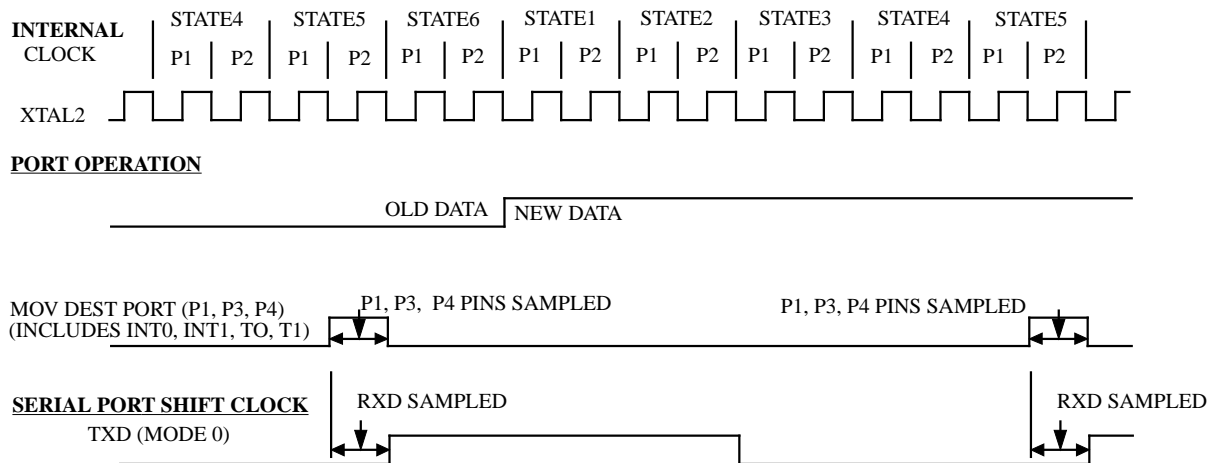 STATE4 STATE5 STATE6 STATE1 STATE2 STATE3 STATE4 STATE5
INTERNAL
CLOCK
P1 P2 P1 P2 P1 P2 P1 P2 P1 P2 P1 P2 P1 P2 P1 P2
XTAL2
PORT OPERATION
OLD DATA NEW DATA
MOV DEST PORT (P1, P3, P4) P1, P3, P4 PINS SAMPLED P1, P3, P4 PINS SAMPLED
(INCLUDES INT0, INT1, TO, T1)
SERIAL PORT SHIFT CLOCK RXD SAMPLED RXD SAMPLED
TXD (MODE 0)